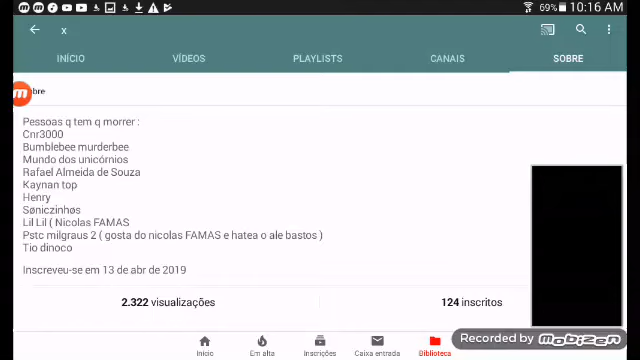 69% 10:16 AM
x
INÍCIO VÍDEOS PLAYLISTS CANAIS SOBRE
bre
Pessoas q tem q morrer :
Cnr3000
Bumblebee murderbee
Mundo dos unicórnios
Rafael Almeida de Souza
Kaynan top
Henry
Søniczinhøs
Lil Lil ( Nicolas FAMAS
Pstc milgraus 2 ( gosta do nicolas FAMAS e hatea o ale bastos )
Tio dinoco
Inscreveu-se em 13 de abr de 2019
2.322 visualizações 124 inscritos
Início Em alta Inscrições Caixa entrada Biblioteca
Recorded by mobizen